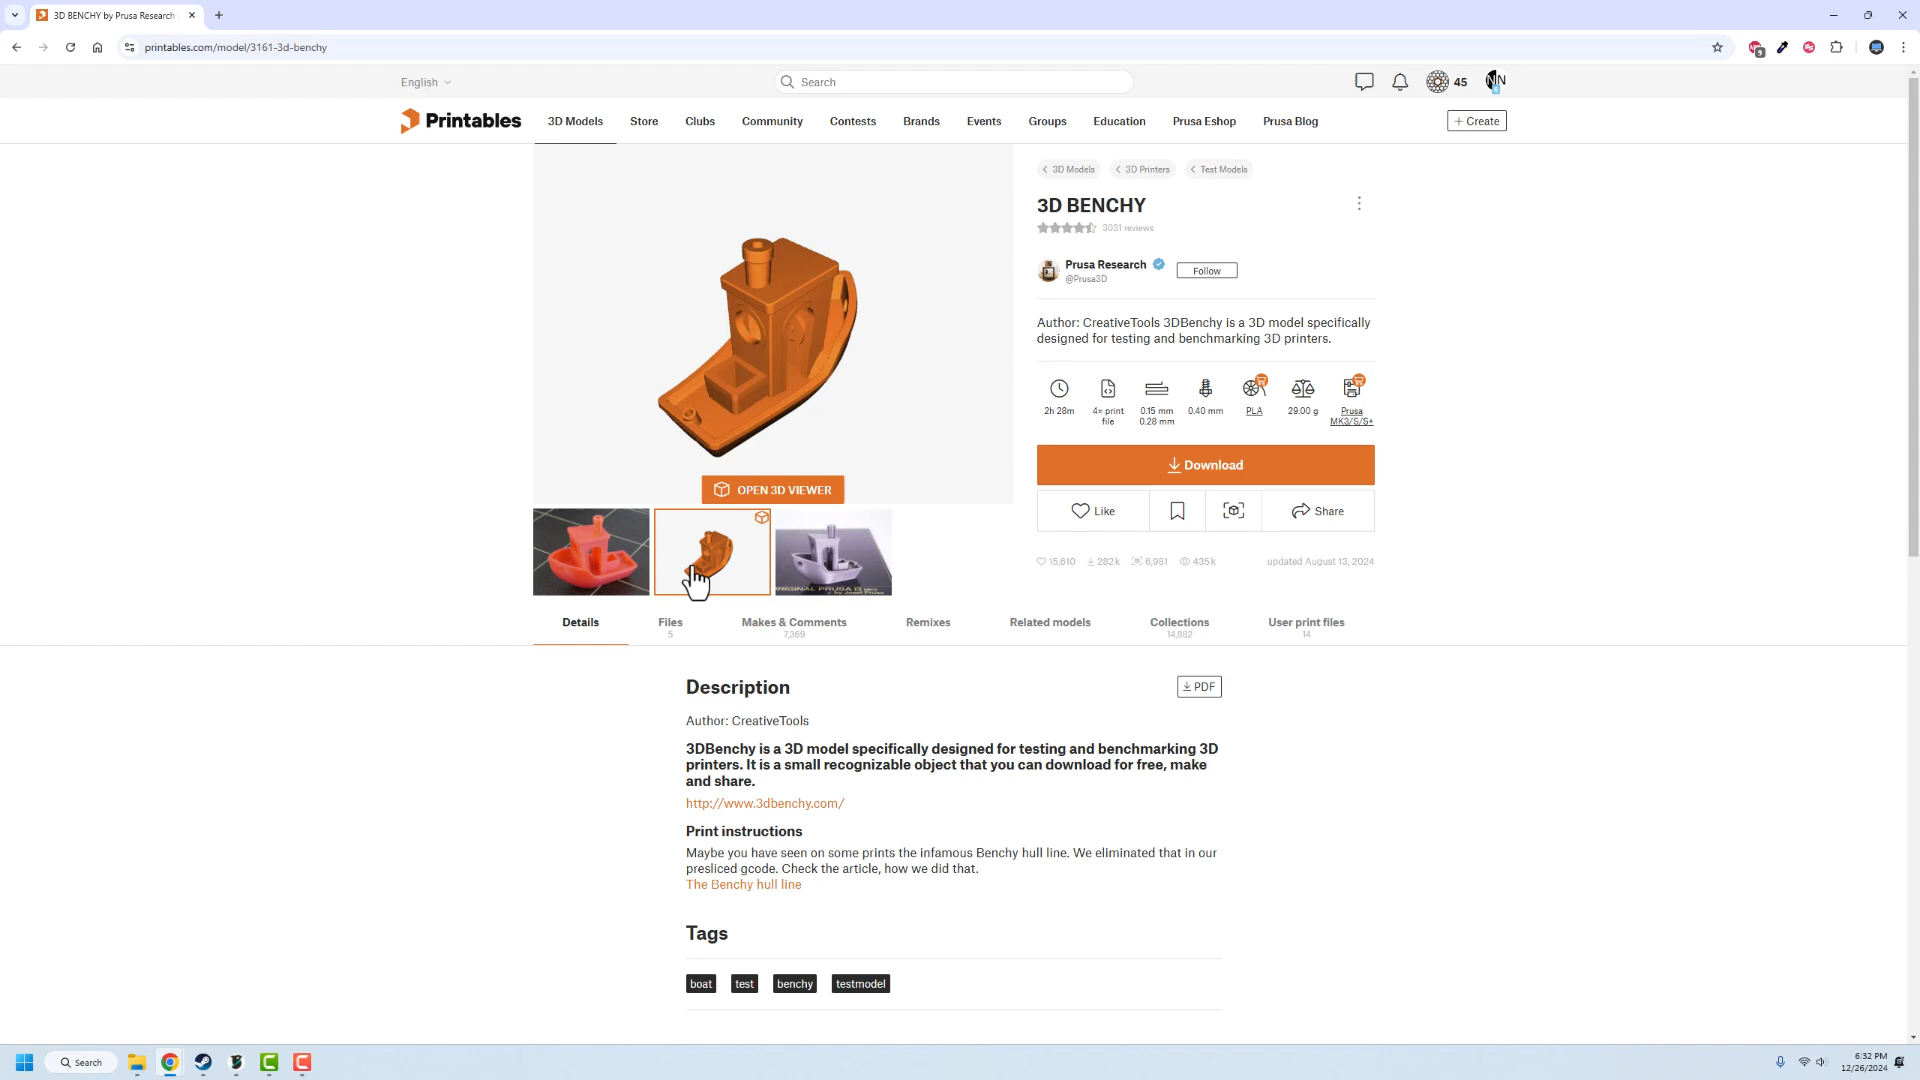 3D BENCHY by Prusa Research
printables.com/model/3161-3d-benchy
English
Search
45
Printables
3D Models
Store
Clubs
Community
Contests
Brands
Events
Groups
Education
Prusa Eshop
Prusa Blog
+ Create
3D Models
3D Printers
Test Models
3D BENCHY
3031 reviews
Prusa Research
@Prusa3D
Follow
Author: CreativeTools 3DBenchy is a 3D model specifically
designed for testing and benchmarking 3D printers.
2h 28m
4× print
file
0.15 mm
0.28 mm
0.40 mm
PLA
29.00 g
Prusa
MK3/S/S+
Download
OPEN 3D VIEWER
Like
Share
15,610
282k
6,981
435k
updated August 13, 2024
ORIGINAL PRUSA i3
by Josef Prusa
Details
Files
5
Makes & Comments
7,369
Remixes
Related models
Collections
14,882
User print files
14
Description
PDF
Author: CreativeTools
3DBenchy is a 3D model specifically designed for testing and benchmarking 3D
printers. It is a small recognizable object that you can download for free, make
and share.
http://www.3dbenchy.com/
Print instructions
Maybe you have seen on some prints the infamous Benchy hull line. We eliminated that in our
presliced gcode. Check the article, how we did that.
The Benchy hull line
Tags
boat
test
benchy
testmodel
Search
6:32 PM
12/26/2024